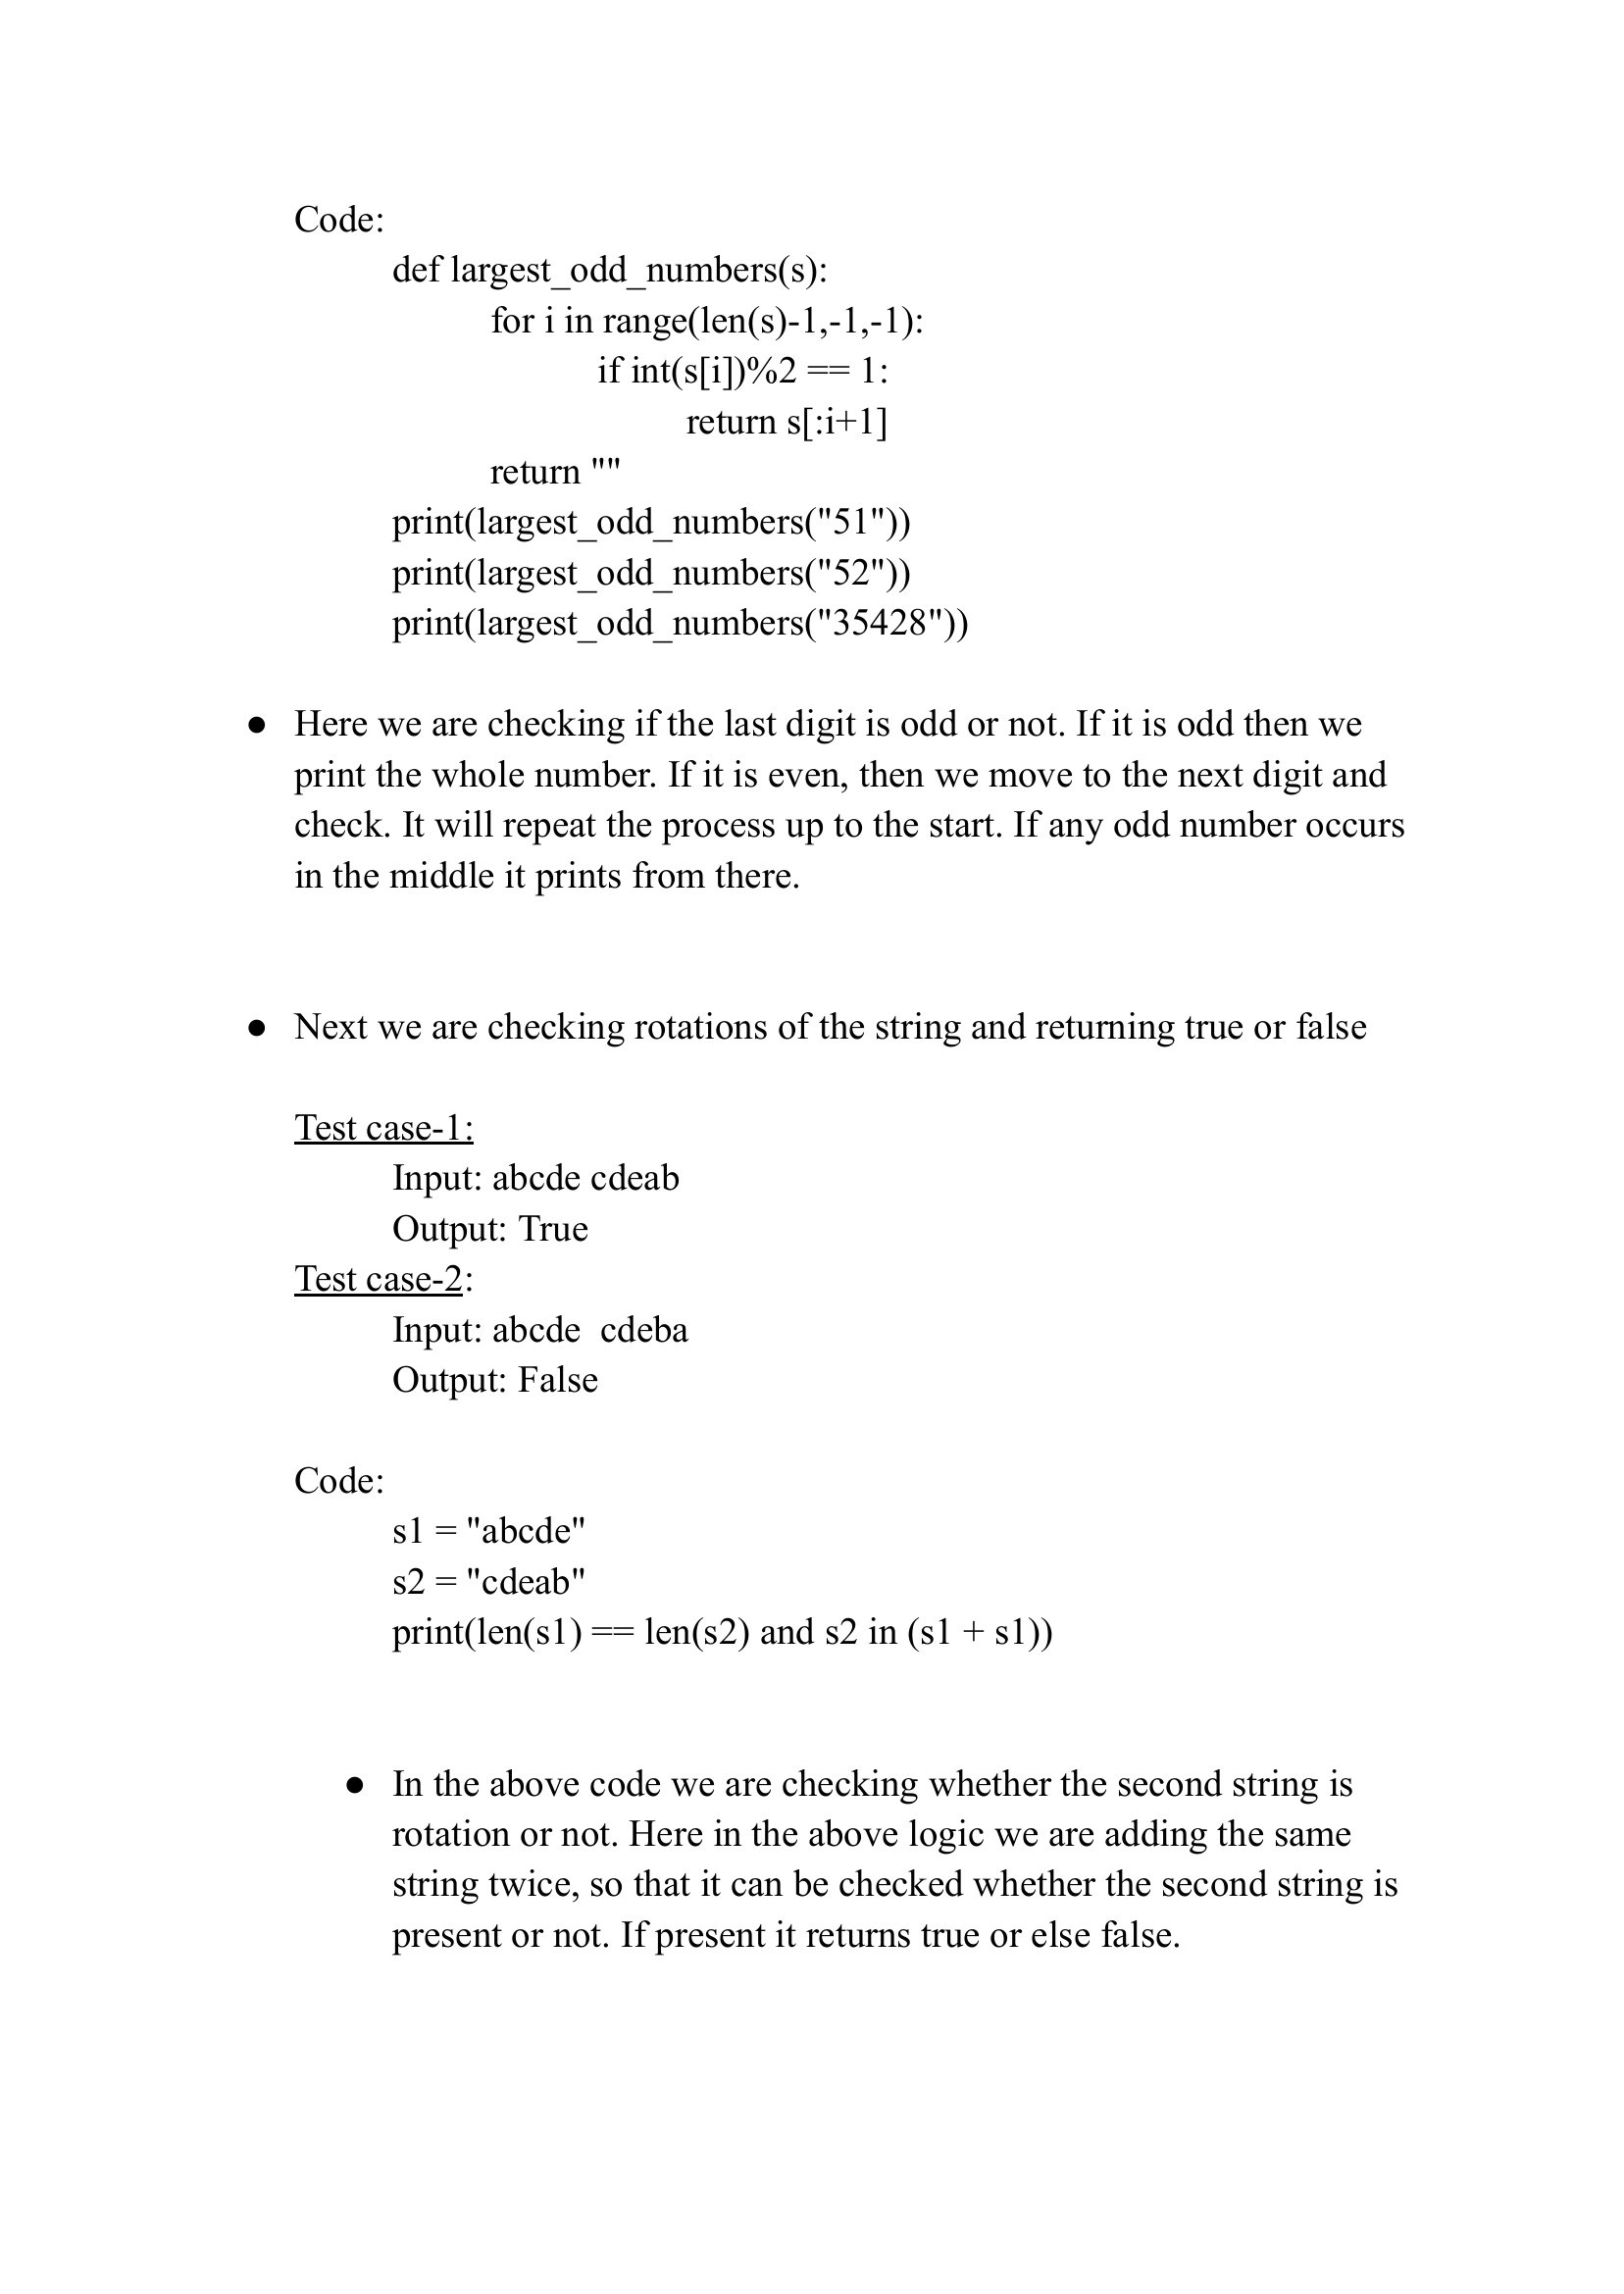 Code:
def largest_odd_numbers(s):
for i in range(len(s)-1,-1,-1):
if int(s[i])%2 == 1:
return s[:i+1]
return ""
print(largest_odd_numbers("51"))
print(largest_odd_numbers("52"))
print(largest_odd_numbers("35428"))
● Here we are checking if the last digit is odd or not. If it is odd then we
print the whole number. If it is even, then we move to the next digit and
check. It will repeat the process up to the start. If any odd number occurs
in the middle it prints from there.
● Next we are checking rotations of the string and returning true or false
Test case-1:
Input: abcde cdeab
Output: True
Test case-2:
Input: abcde  cdeba
Output: False
Code:
s1 = "abcde"
s2 = "cdeab"
print(len(s1) == len(s2) and s2 in (s1 + s1))
● In the above code we are checking whether the second string is
rotation or not. Here in the above logic we are adding the same
string twice, so that it can be checked whether the second string is
present or not. If present it returns true or else false.